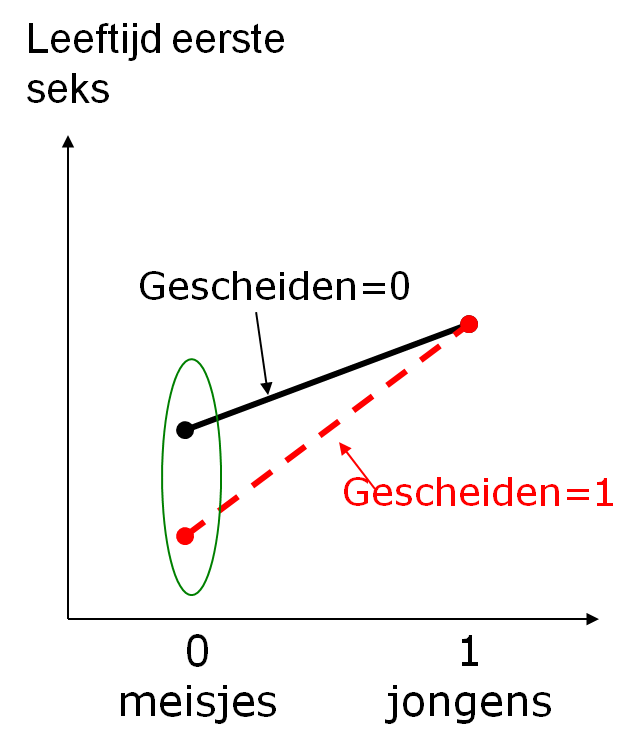 Leeftijd eerste
seks
Gescheiden=0
Gescheiden=1
0
1
meisjes
jongens